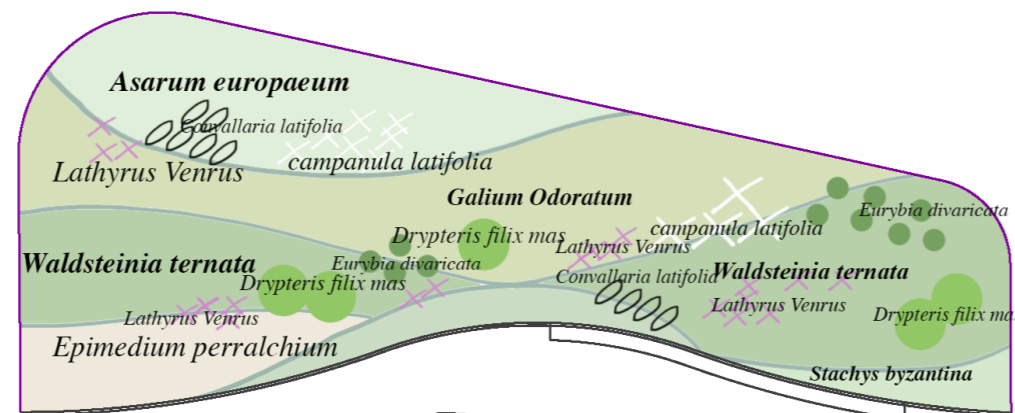 Asarum europaeum
Convallaria latifolia
campanula latifolia
Lathyrus Venrus
Galium Odoratum
Eurybia divaricata
campanula latifolia
Drypteris filix mas
Lathyrus Venrus
Waldsteinia ternata
Eurybia divaricata
Convallaria latifolia
Waldsteinia ternata
Drypteris filix mas
Lathyrus Venrus
Lathyrus Venrus
Drypteris filix ma
Epimedium perralchium
Stachys byzantina